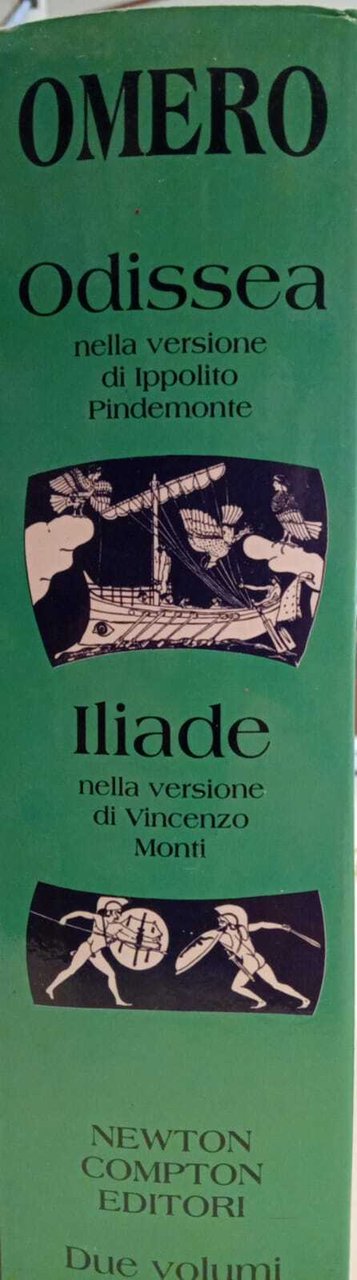 OMERO
Odissea
nella versione
di Ippolito
Pindemonte
Iliade
nella versione
di Vincenzo
Monti
NEWTON
COMPTON
EDITORI
Due volumi